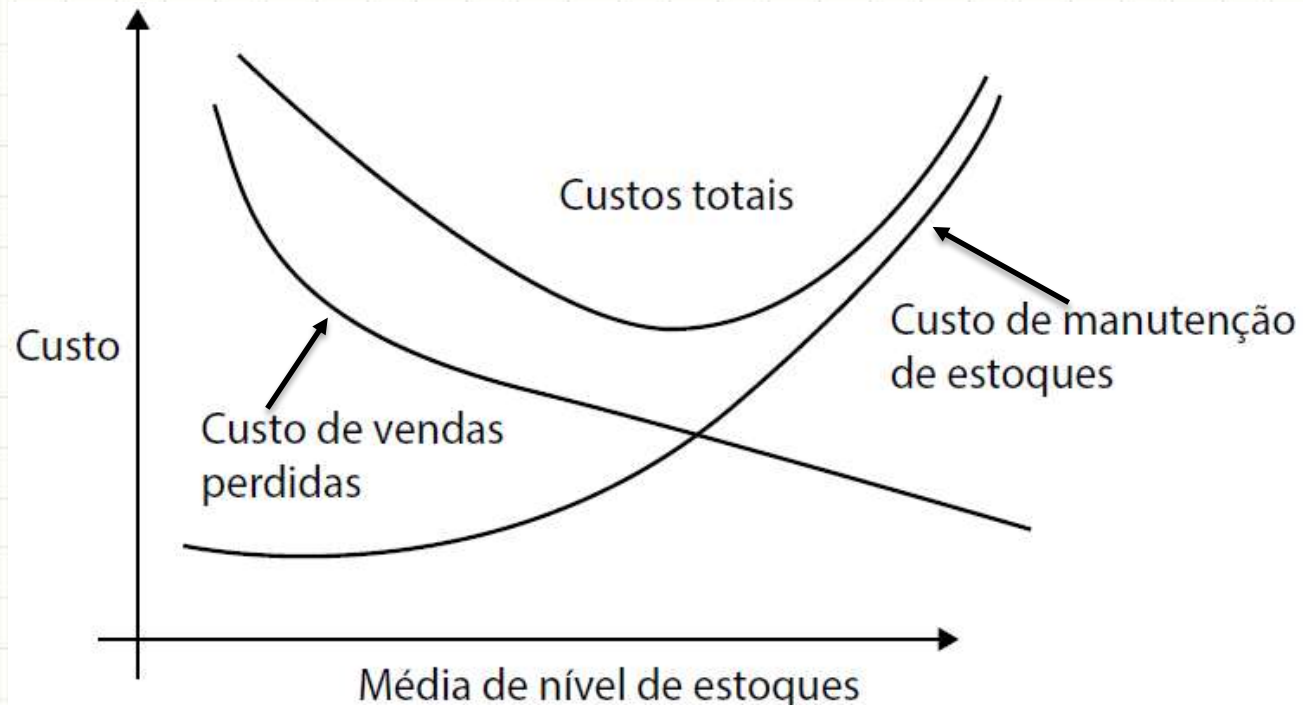 Custos totais
Custo de manutenção
de estoques
Custo
Custo de vendas
perdidas
Média de nível de estoques